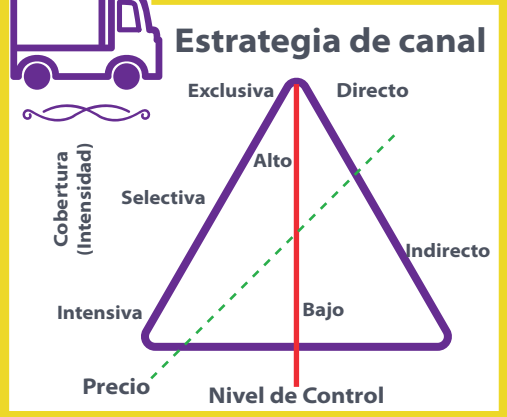 Estrategia de canal
Exclusiva
Directo
Alto
Cobertura
(Intensidad)
Selectiva
Indirecto
Intensiva
Bajo
Precio
Nivel de Control